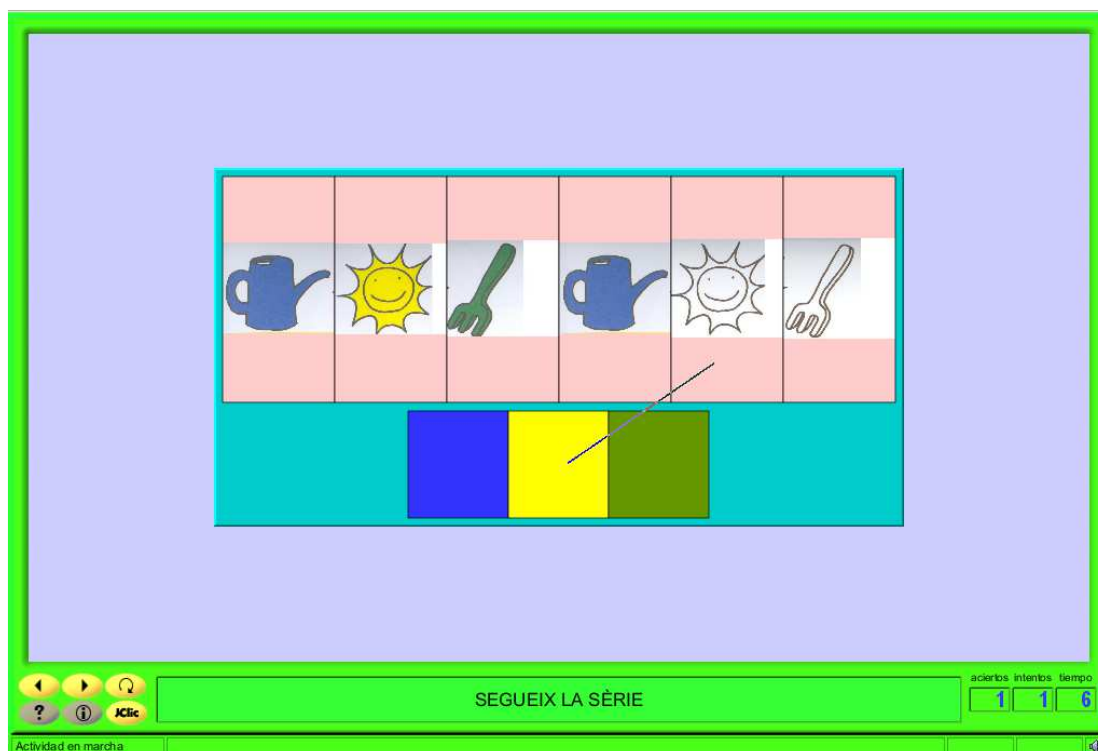 aciertos intentos tiempo
SEGUEIX LA SÈRIE
1 1 6
? i JClic
Actividad en marcha